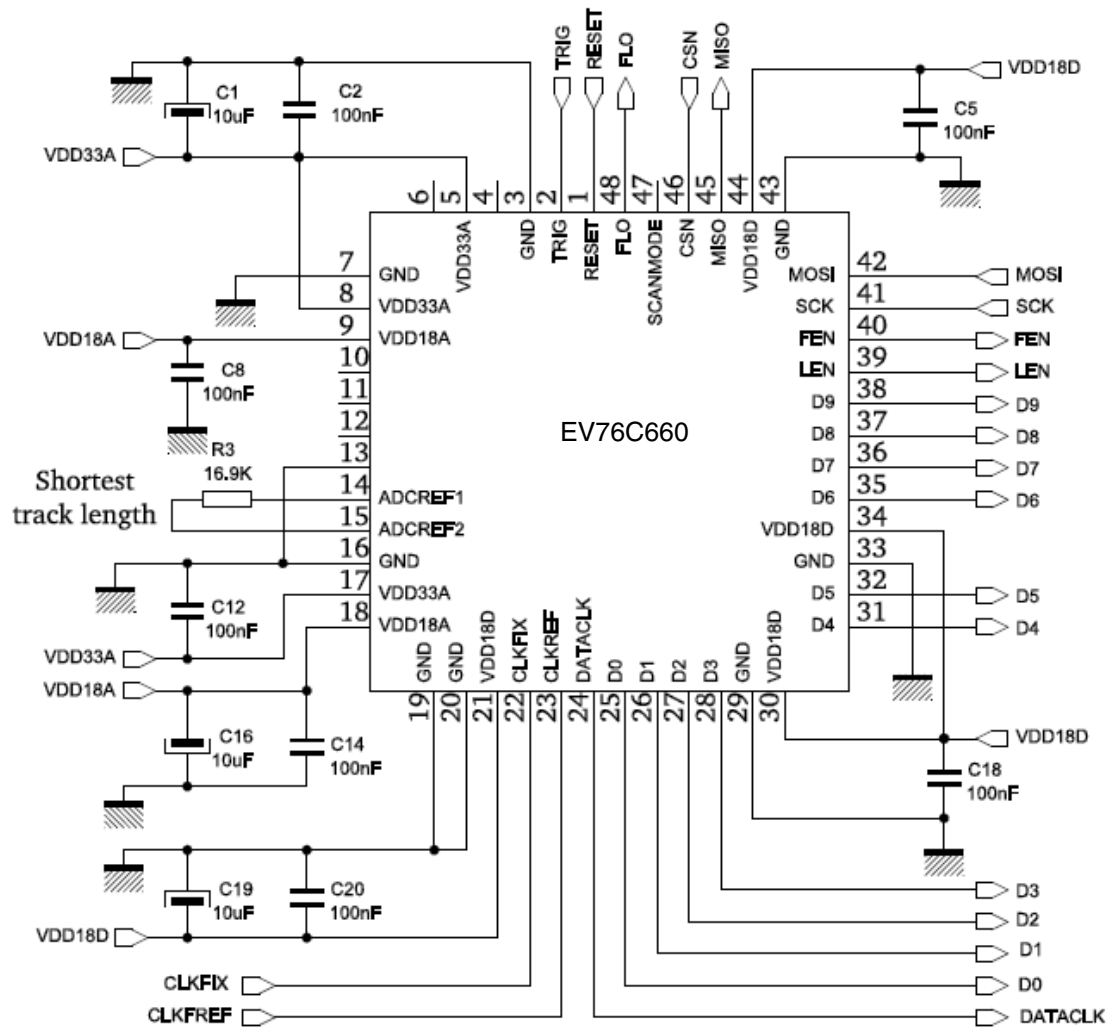 TRIG
RESET
FLO
CSN
MISO
VDD18D
C1
10uF
C2
100nF
C5
100nF
VDD33A
6
5
4
3
2
1
48
47
46
45
44
43
VDD33A
GND
TRIG
RESET
FLO
SCANMODE
CSN
MISO
VDD18D
GND
7
GND
MOSI
42
MOSI
8
VDD33A
SCK
41
SCK
VDD18A
9
VDD18A
FEN
40
FEN
C8
100nF
10
LEN
39
LEN
11
D9
38
D9
12
EV76C660
D8
37
D8
R3
16.9K
13
D7
36
D7
Shortest
track length
14
ADCREF1
D6
35
D6
15
ADCREF2
VDD18D
34
16
GND
GND
33
17
VDD33A
D5
32
D5
C12
100nF
18
VDD18A
D4
31
D4
VDD33A
VDD18A
GND
GND
VDD18D
CLKFIX
CLKREF
DATACLK
D0
D1
D2
D3
GND
VDD18D
19
20
21
22
23
24
25
26
27
28
29
30
C16
10uF
C14
100nF
VDD18D
C18
100nF
C19
10uF
C20
100nF
VDD18D
D3
D2
D1
CLKFIX
D0
CLKFREF
DATACLK